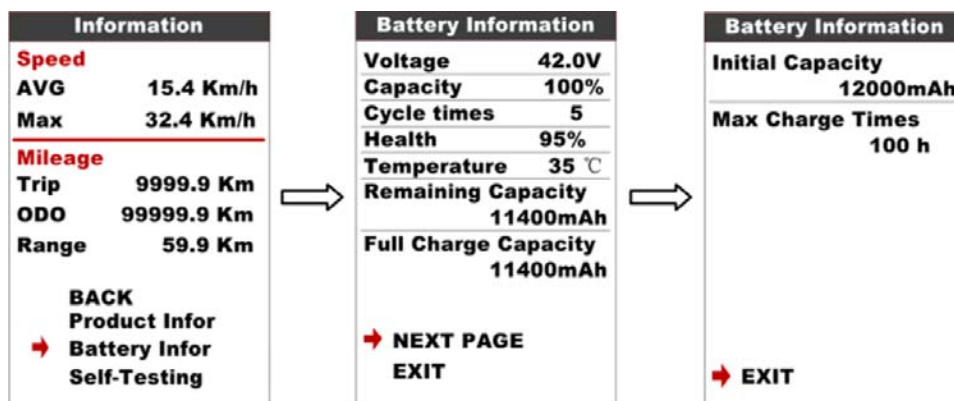 Information
Speed
AVG 15.4 Km/h
Max 32.4 Km/h
Mileage
Trip 9999.9 Km
ODO 99999.9 Km
Range 59.9 Km
BACK
Product Infor
Battery Infor
Self-Testing
Battery Information
Voltage 42.0V
Capacity 100%
Cycle times 5
Health 95%
Temperature 35 ℃
Remaining Capacity
11400mAh
Full Charge Capacity
11400mAh
NEXT PAGE
EXIT
Battery Information
Initial Capacity
12000mAh
Max Charge Times
100 h
EXIT